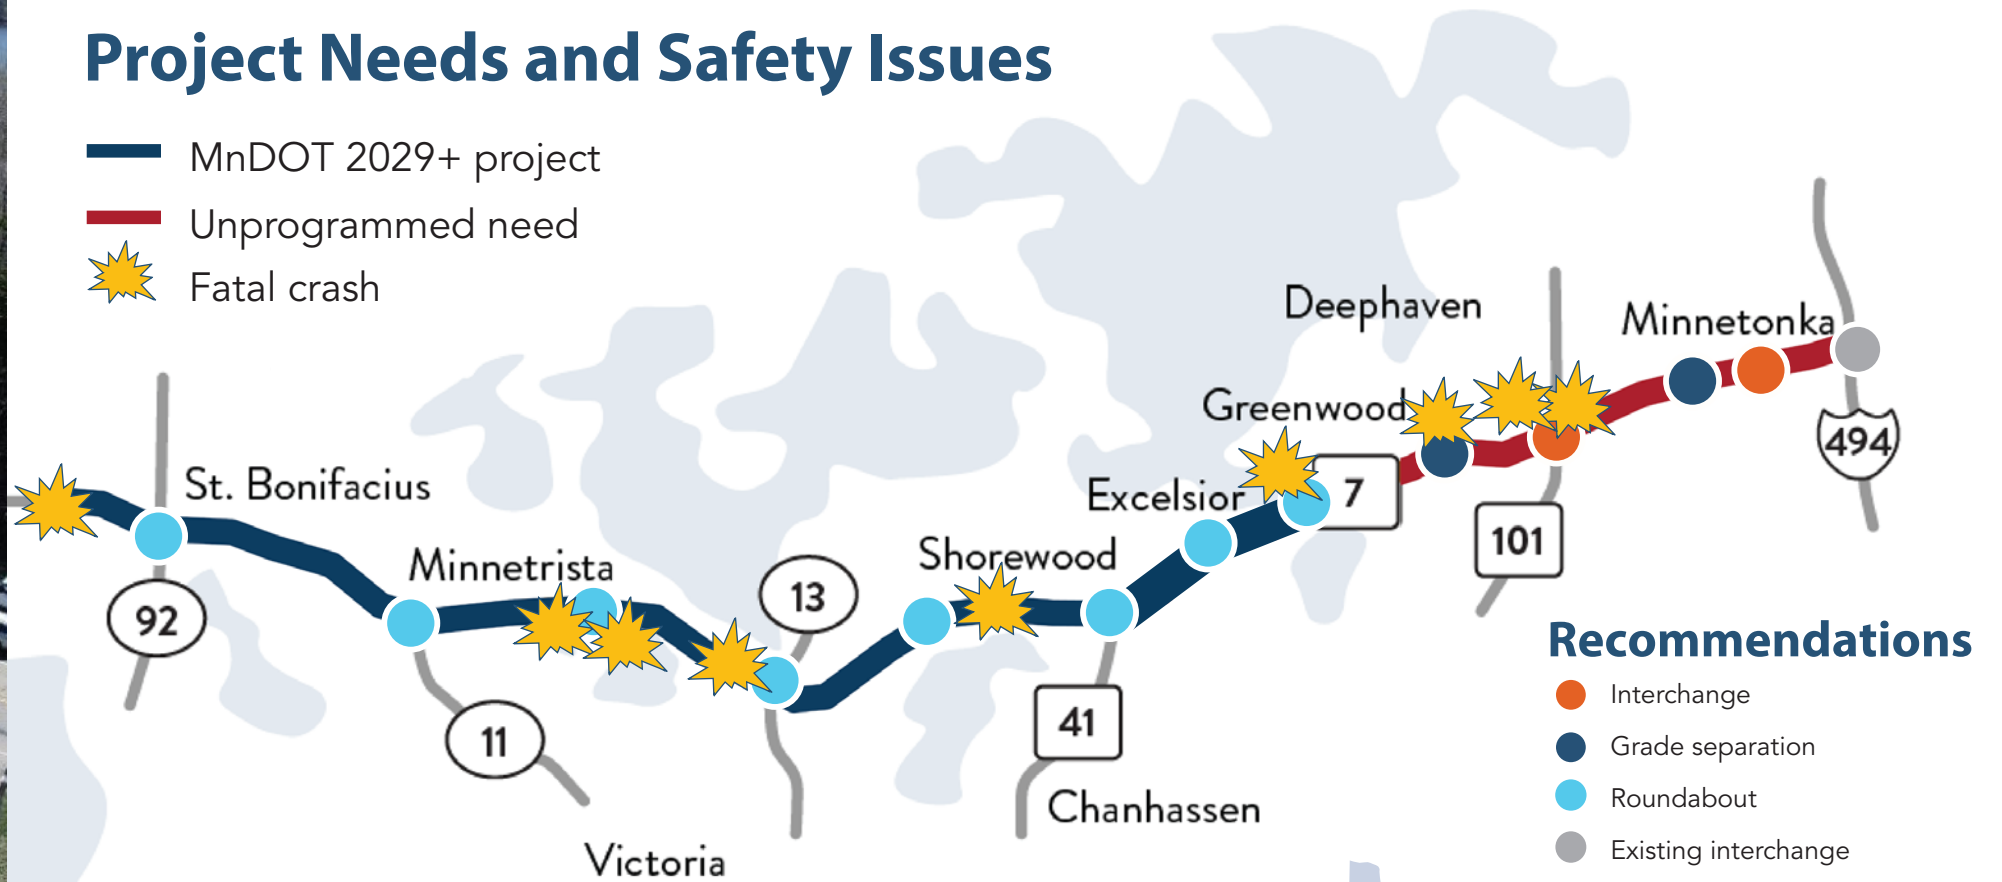 Project Needs and Safety Issues
MnDOT 2029+ project
Unprogrammed need
Fatal crash
Deephaven
Minnetonka
Greenwood
494
St. Bonifacius
Excelsior
7
101
Minnetrista
Shorewood
13
92
Recommendations
Interchange
11
41
Grade separation
Roundabout
Chanhassen
Existing interchange
Victoria